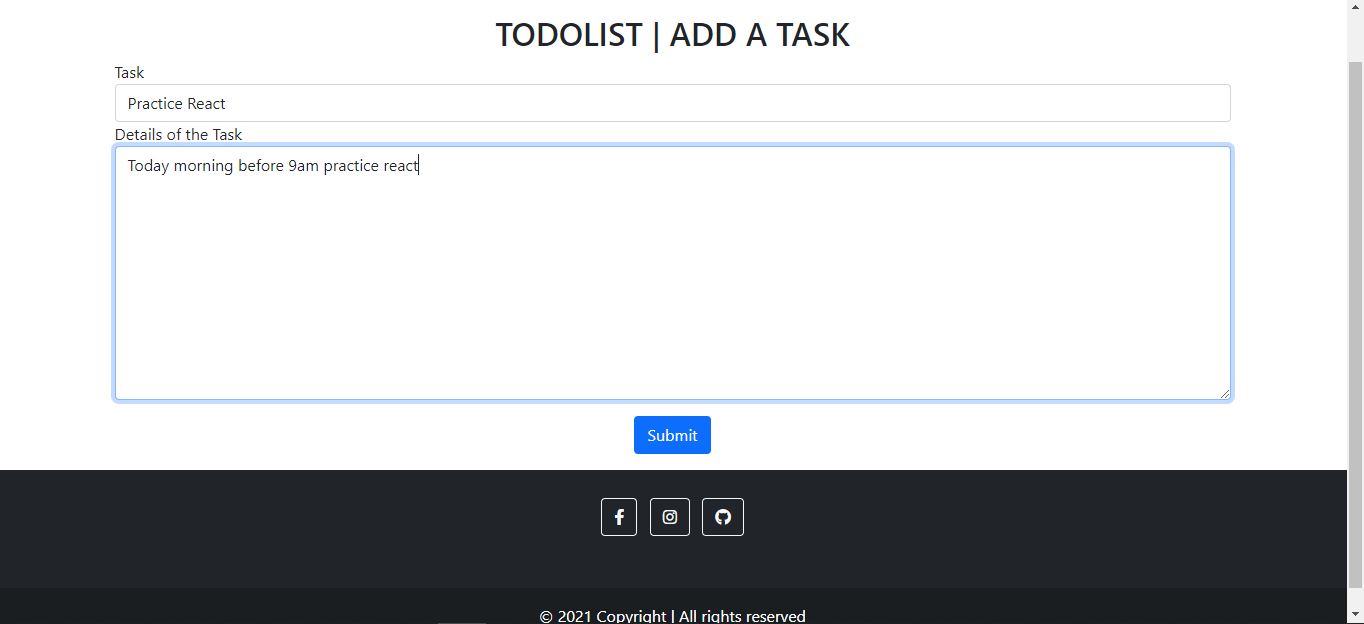 TODOLIST | ADD A TASK
Task
Practice React
Details of the Task
Today morning before 9am practice react
Submit
© 2021 Copyright | All rights reserved